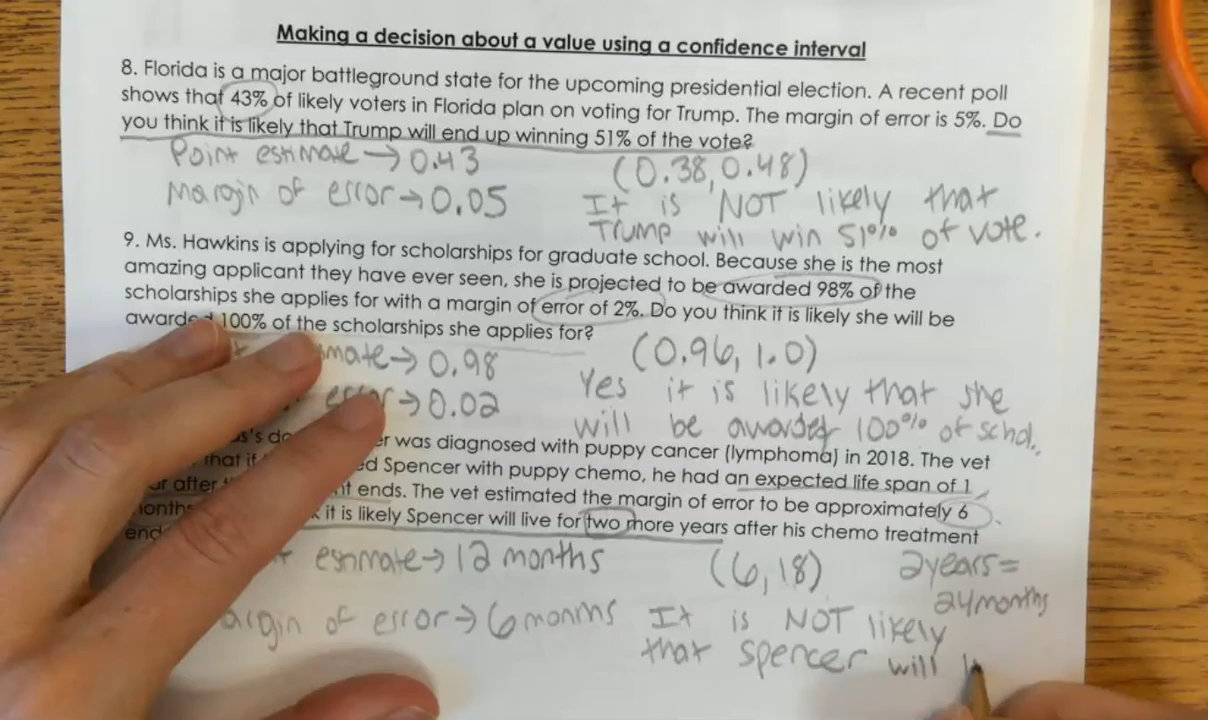 Making a decision about a value using a confidence interval
8. Florida is a major battleground state for the upcoming presidential election. A recent poll
shows that 43% of likely voters in Florida plan on voting for Trump. The margin of error is 5%. Do
you think it is likely that Trump will end up winning 51% of the vote?
Point estimate → 0.43
(0.38, 0.48)
Margin of error → 0.05
It is NOT likely that
Trump will win 51% of vote.
9. Ms. Hawkins is applying for scholarships for graduate school. Because she is the most
amazing applicant they have ever seen, she is projected to be awarded 98% of the
scholarships she applies for with a margin of error of 2%. Do you think it is likely she will be
awarded 100% of the scholarships she applies for?
→ 0.98
(0.96, 1.0)
→ 0.02
Yes it is likely that she
will be awarded 100% of schol.
was diagnosed with puppy cancer (lymphoma) in 2018. The vet
that if Spencer with puppy chemo, he had an expected life span of 1
after ends. The vet estimated the margin of error to be approximately 6
it is likely Spencer will live for two more years after his chemo treatment
estimate → 12 months
(6, 18)
2 years =
24 months
of error → 6 months
It is NOT likely
that spencer will